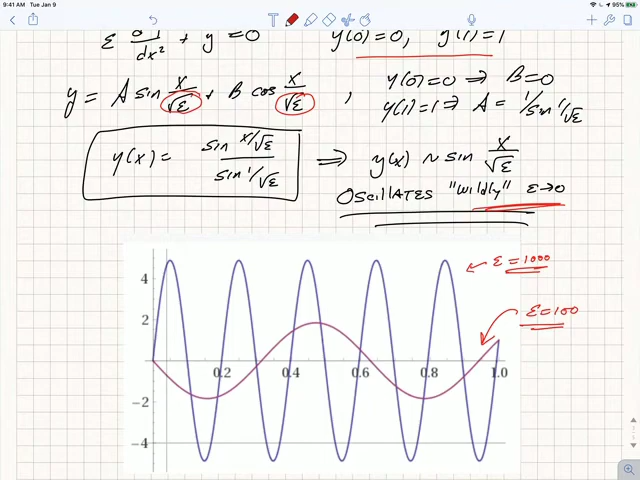 9:41 AM Tue Jan 9
ε d²y/dx² + y = 0 y(0)=0, y(1)=1
y = A sin x/√ε + B cos x/√ε , y(0)=0 ⇒ B=0
y(1)=1 ⇒ A = 1/sin 1/√ε
y(x) = sin x/√ε / sin 1/√ε ⇒ y(x) ~ sin x/√ε
OSCILLATES "WILDLY" ε→0
ε = 1000
ε = 100
4
2
0.2 0.4 0.6 0.8 1.0
−2
−4